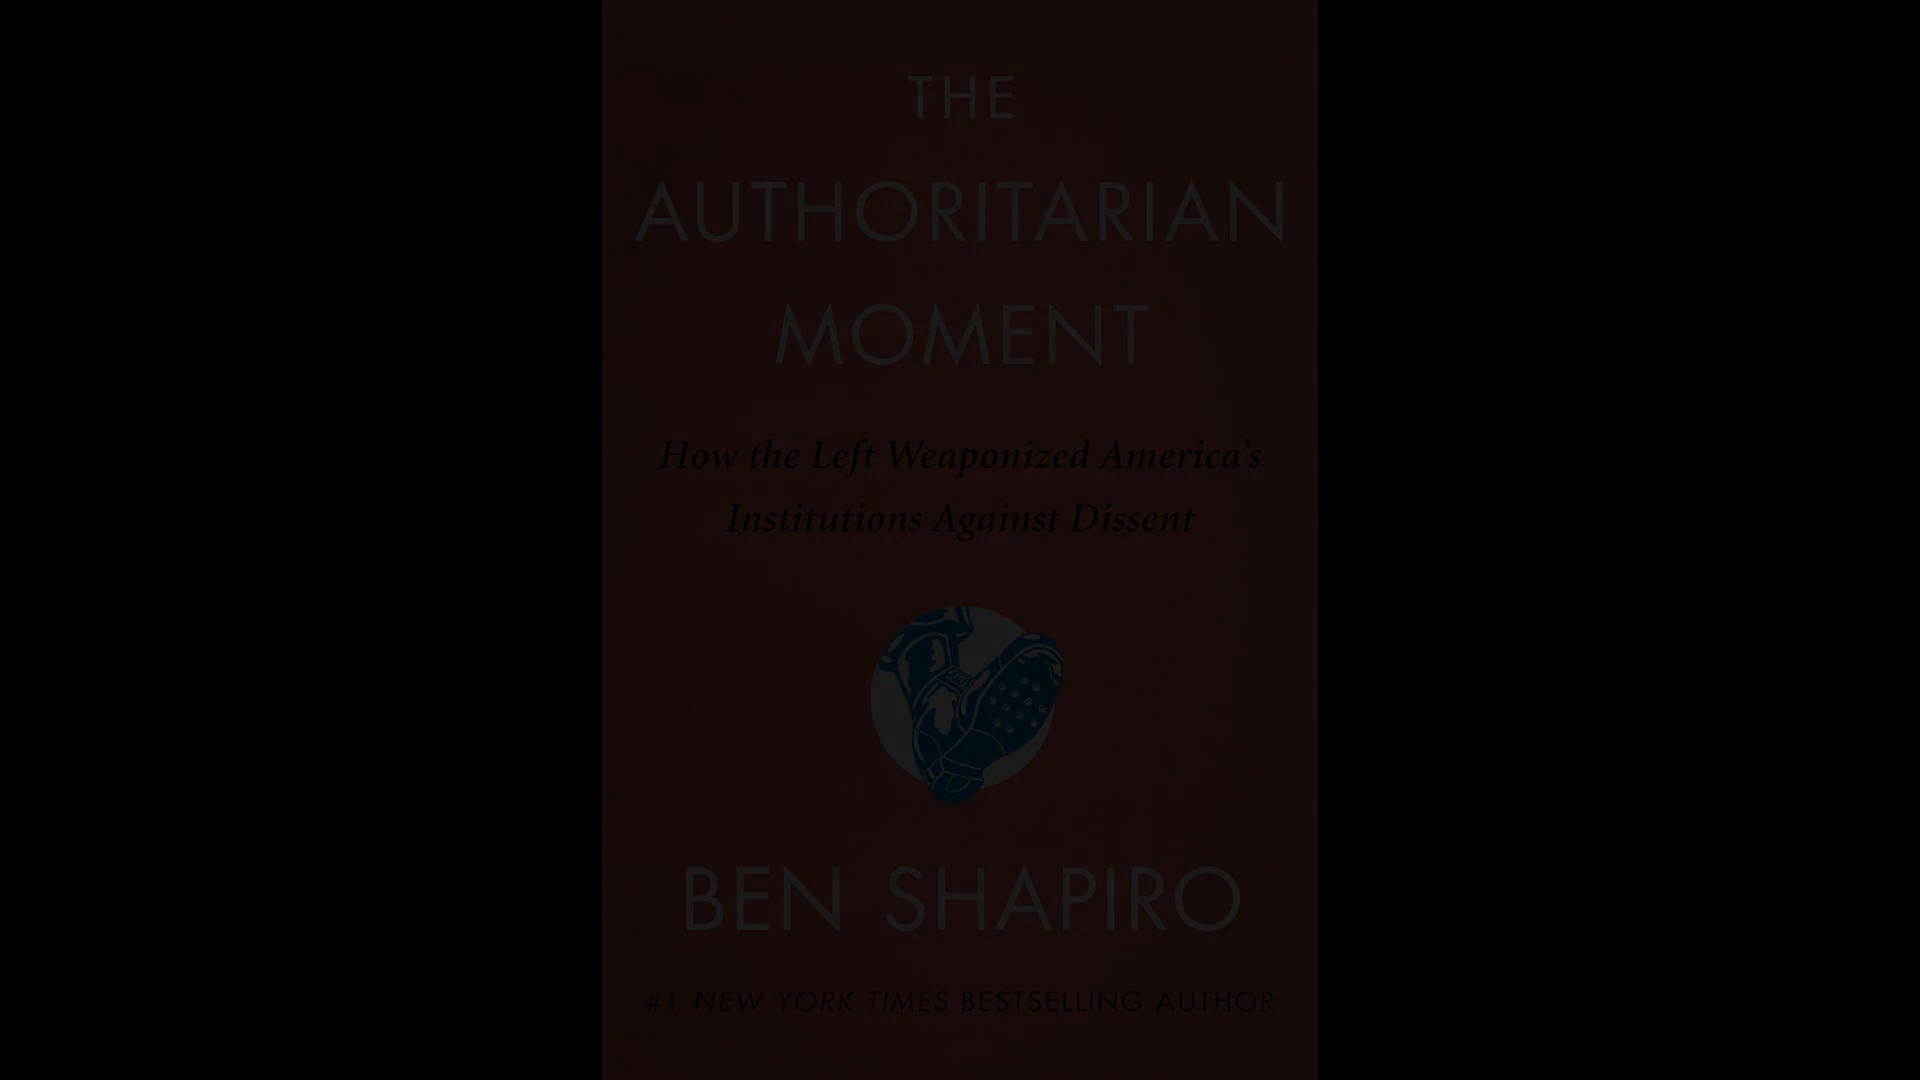 THE
AUTHORITARIAN
MOMENT
How the Left Weaponized America's
Institutions Against Dissent
BEN SHAPIRO
#1 NEW YORK TIMES BESTSELLING AUTHOR